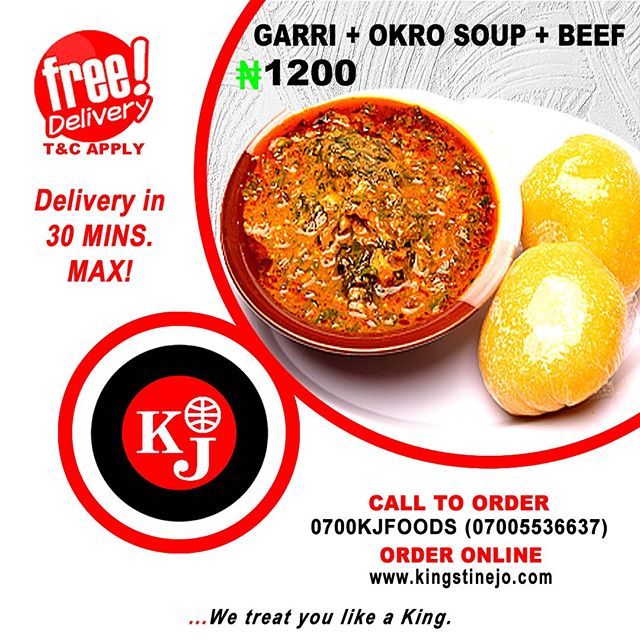 free!
Delivery
T&C APPLY
GARRI + OKRO SOUP + BEEF
₦1200
Delivery in
30 MINS.
MAX!
KJ
CALL TO ORDER
0700KJFOODS (07005536637)
ORDER ONLINE
www.kingstinejo.com
...We treat you like a King.